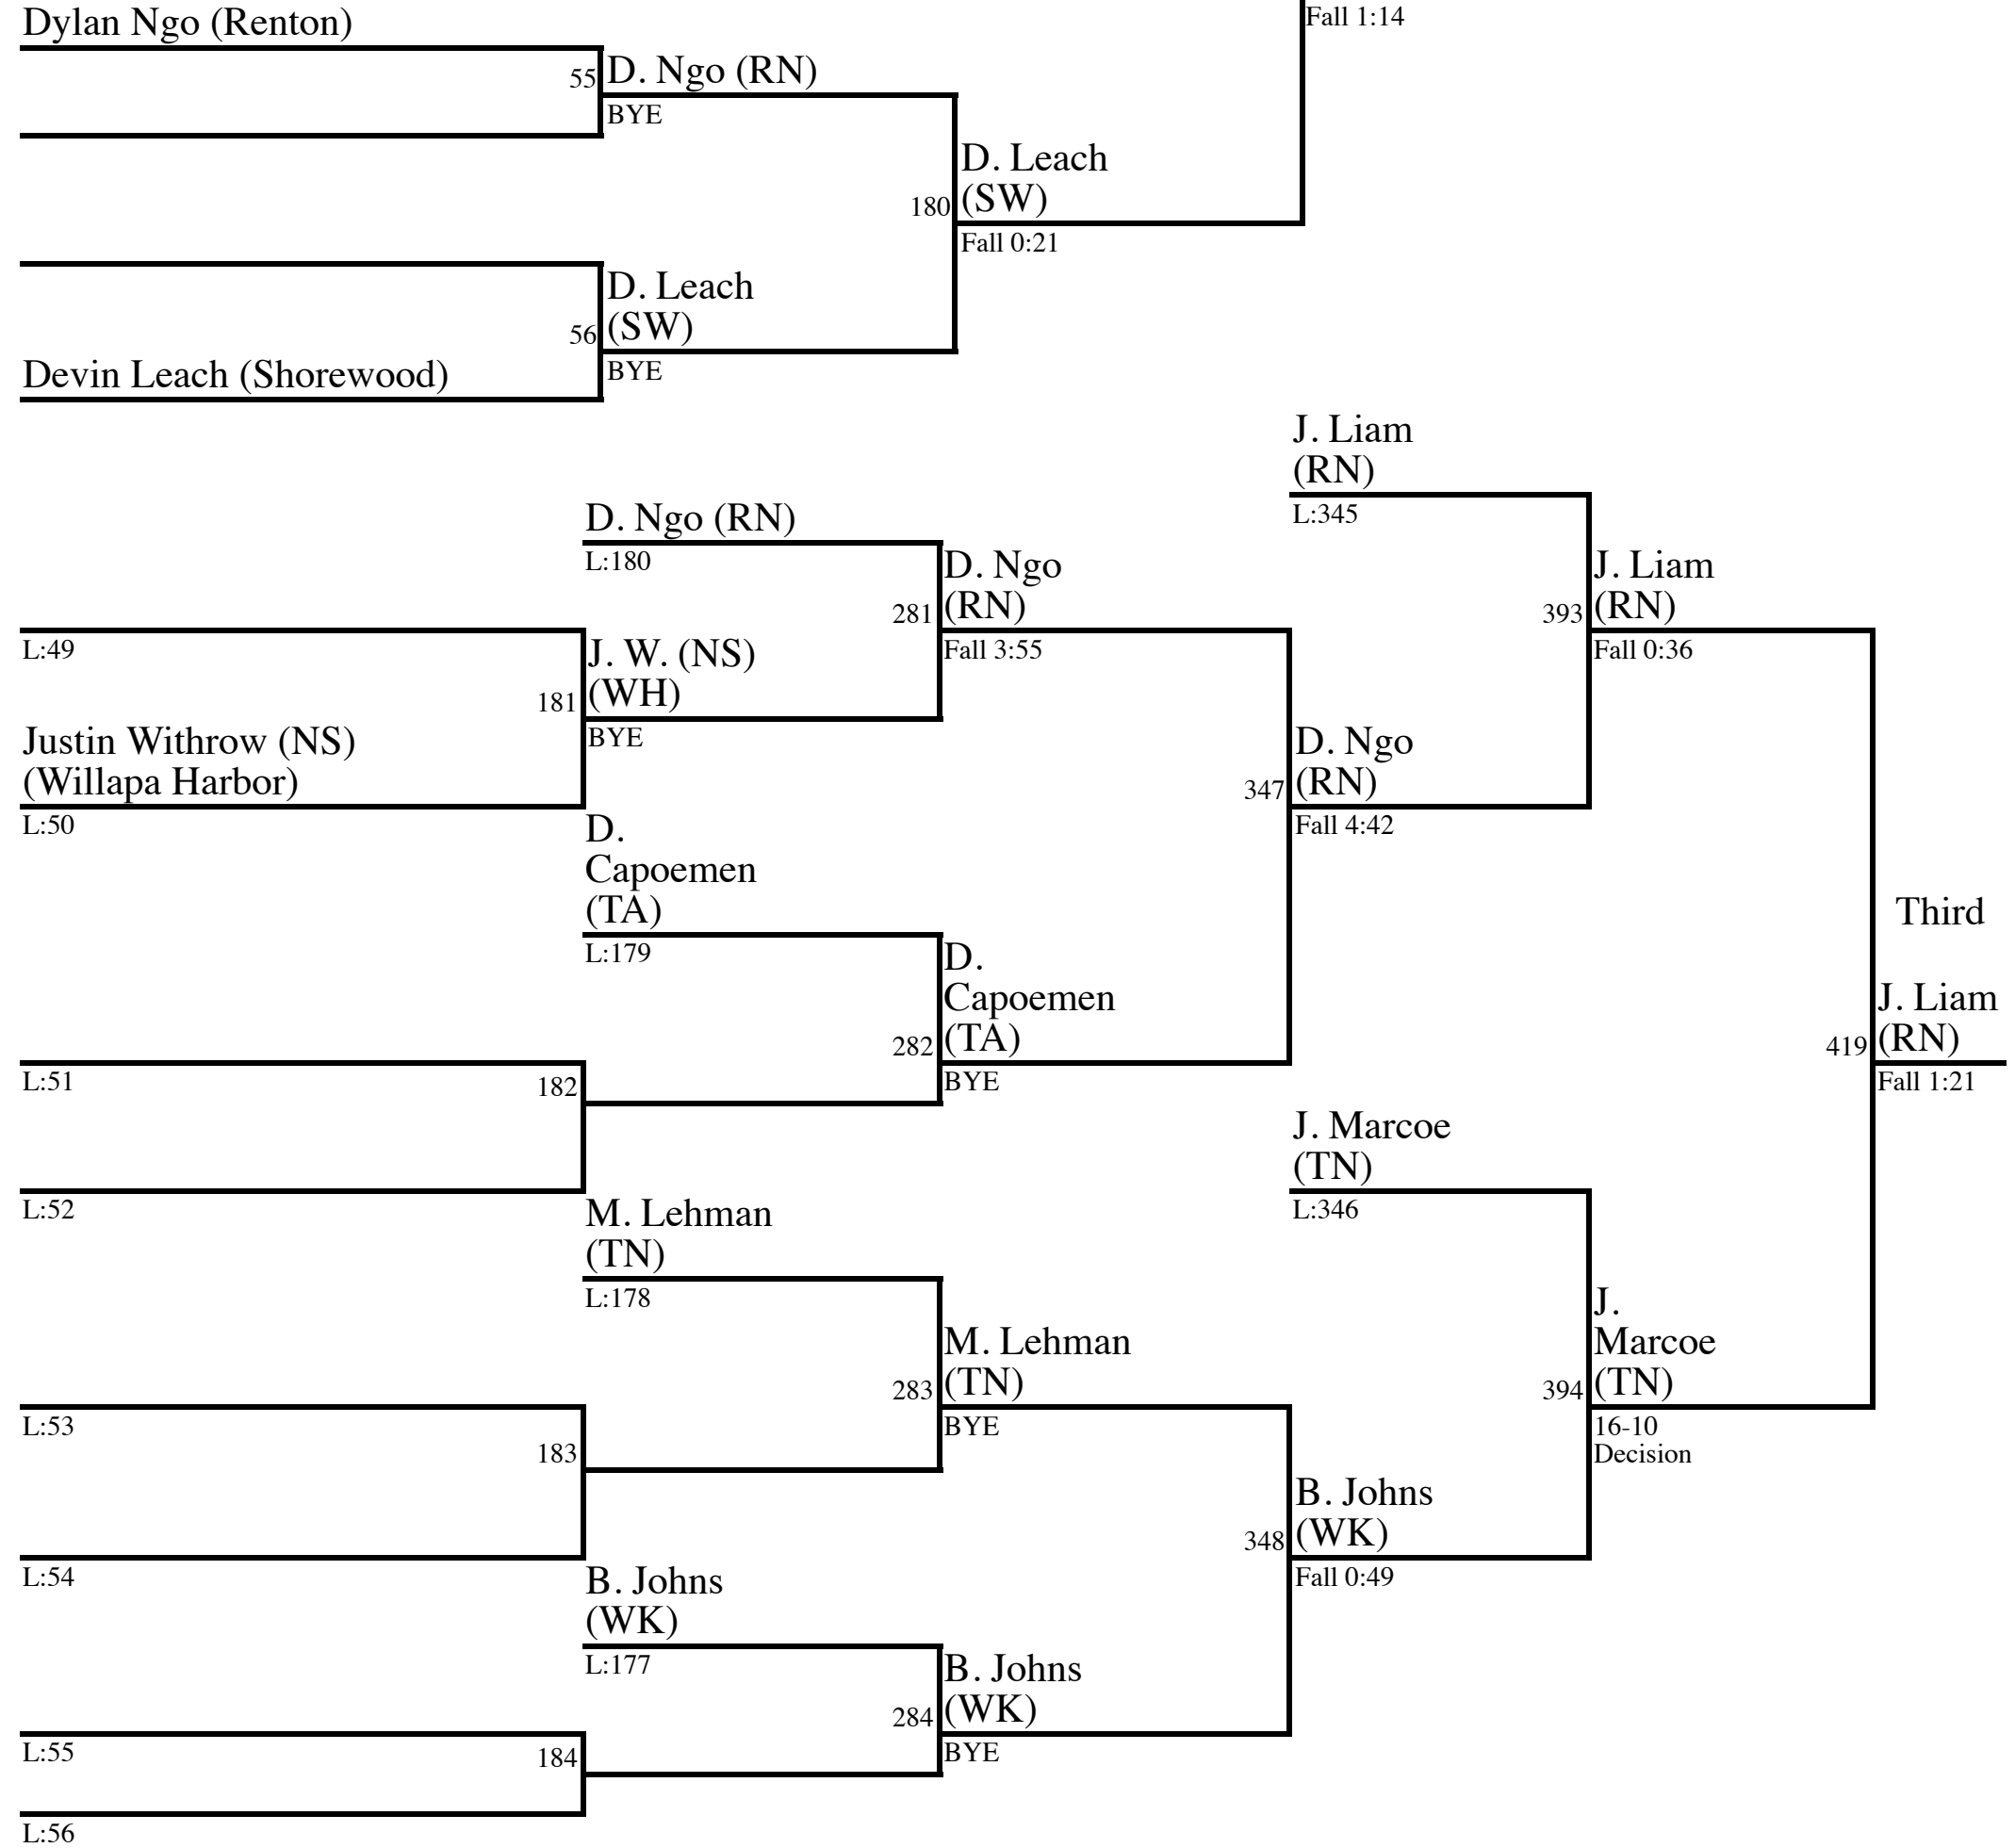 Dylan Ngo (Renton)
Fall 1:14
55
D. Ngo (RN)
BYE
D. Leach
(SW)
180
Fall 0:21
D. Leach
(SW)
56
BYE
Devin Leach (Shorewood)
J. Liam
(RN)
L:345
D. Ngo (RN)
L:180
D. Ngo
(RN)
281
Fall 3:55
J. Liam
(RN)
393
Fall 0:36
L:49
J. W. (NS)
(WH)
181
BYE
Justin Withrow (NS)
(Willapa Harbor)
L:50
D. Ngo
(RN)
347
Fall 4:42
D.
Capoemen
(TA)
L:179
D.
Capoemen
(TA)
282
BYE
Third
J. Liam
(RN)
419
Fall 1:21
L:51
182
L:52
J. Marcoe
(TN)
L:346
M. Lehman
(TN)
L:178
M. Lehman
(TN)
283
BYE
J.
Marcoe
(TN)
394
16-10
Decision
L:53
183
L:54
B. Johns
(WK)
348
Fall 0:49
B. Johns
(WK)
L:177
B. Johns
(WK)
284
BYE
L:55
184
L:56